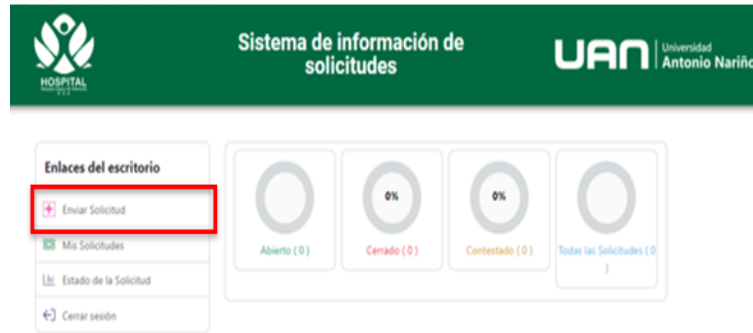 HOSPITAL
Sistema de información de
solicitudes
UAN Universidad
Antonio Nariño
Enlaces del escritorio
Enviar Solicitud
Mis Solicitudes
Estado de la Solicitud
Cerrar sesión
Abierto ( 0 )
0%
Cerrado ( 0 )
0%
Contestado ( 0 )
Todas las Solicitudes ( 0
)